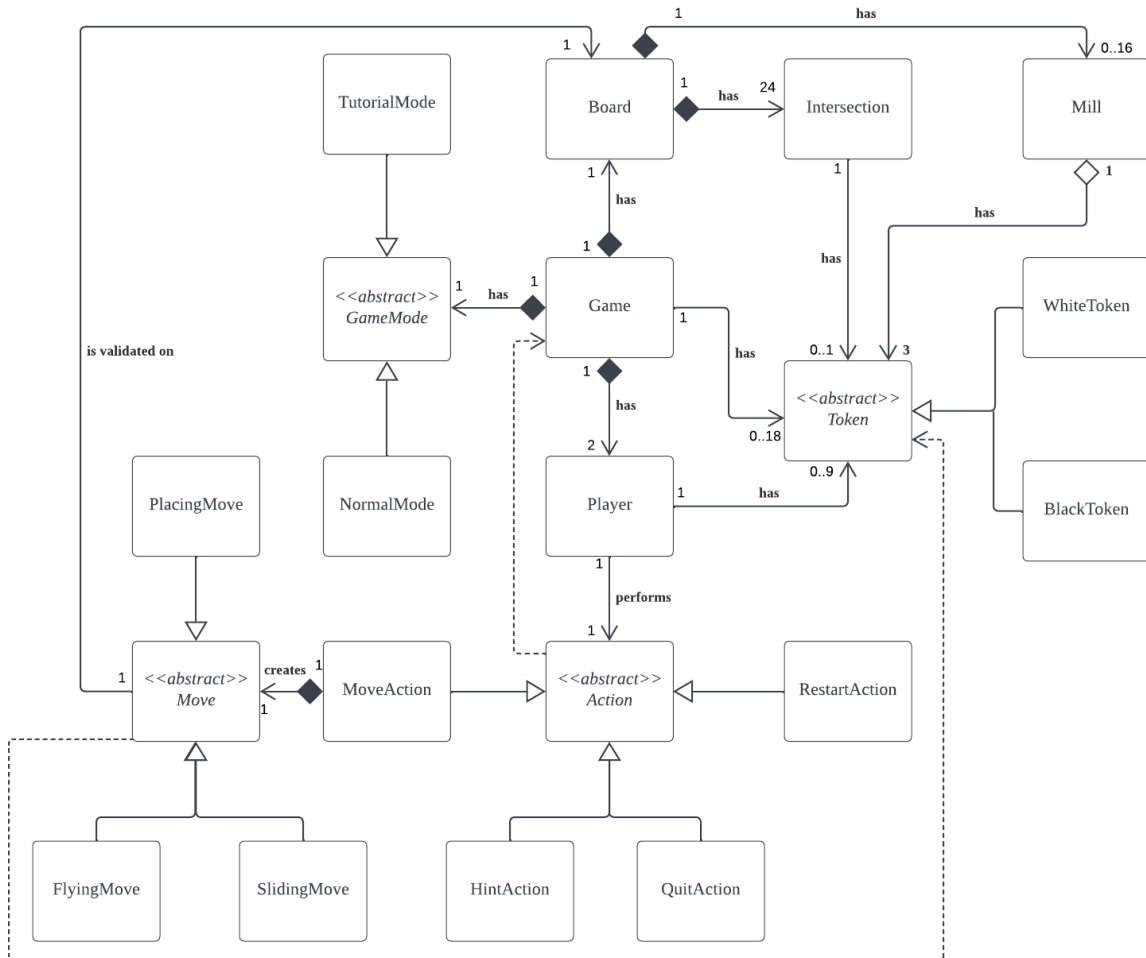 1
has
1
0..16
TutorialMode
Board
1
has
24
Intersection
Mill
1
1
1
has
has
1
has
<<abstract>>
GameMode
1
has
1
Game
1
WhiteToken
is validated on
has
0..1
3
1
has
<<abstract>>
Token
0..18
2
0..9
PlacingMove
NormalMode
Player
1
has
BlackToken
1
performs
1
<<abstract>>
Move
1
creates
1
1
MoveAction
<<abstract>>
Action
RestartAction
FlyingMove
SlidingMove
HintAction
QuitAction